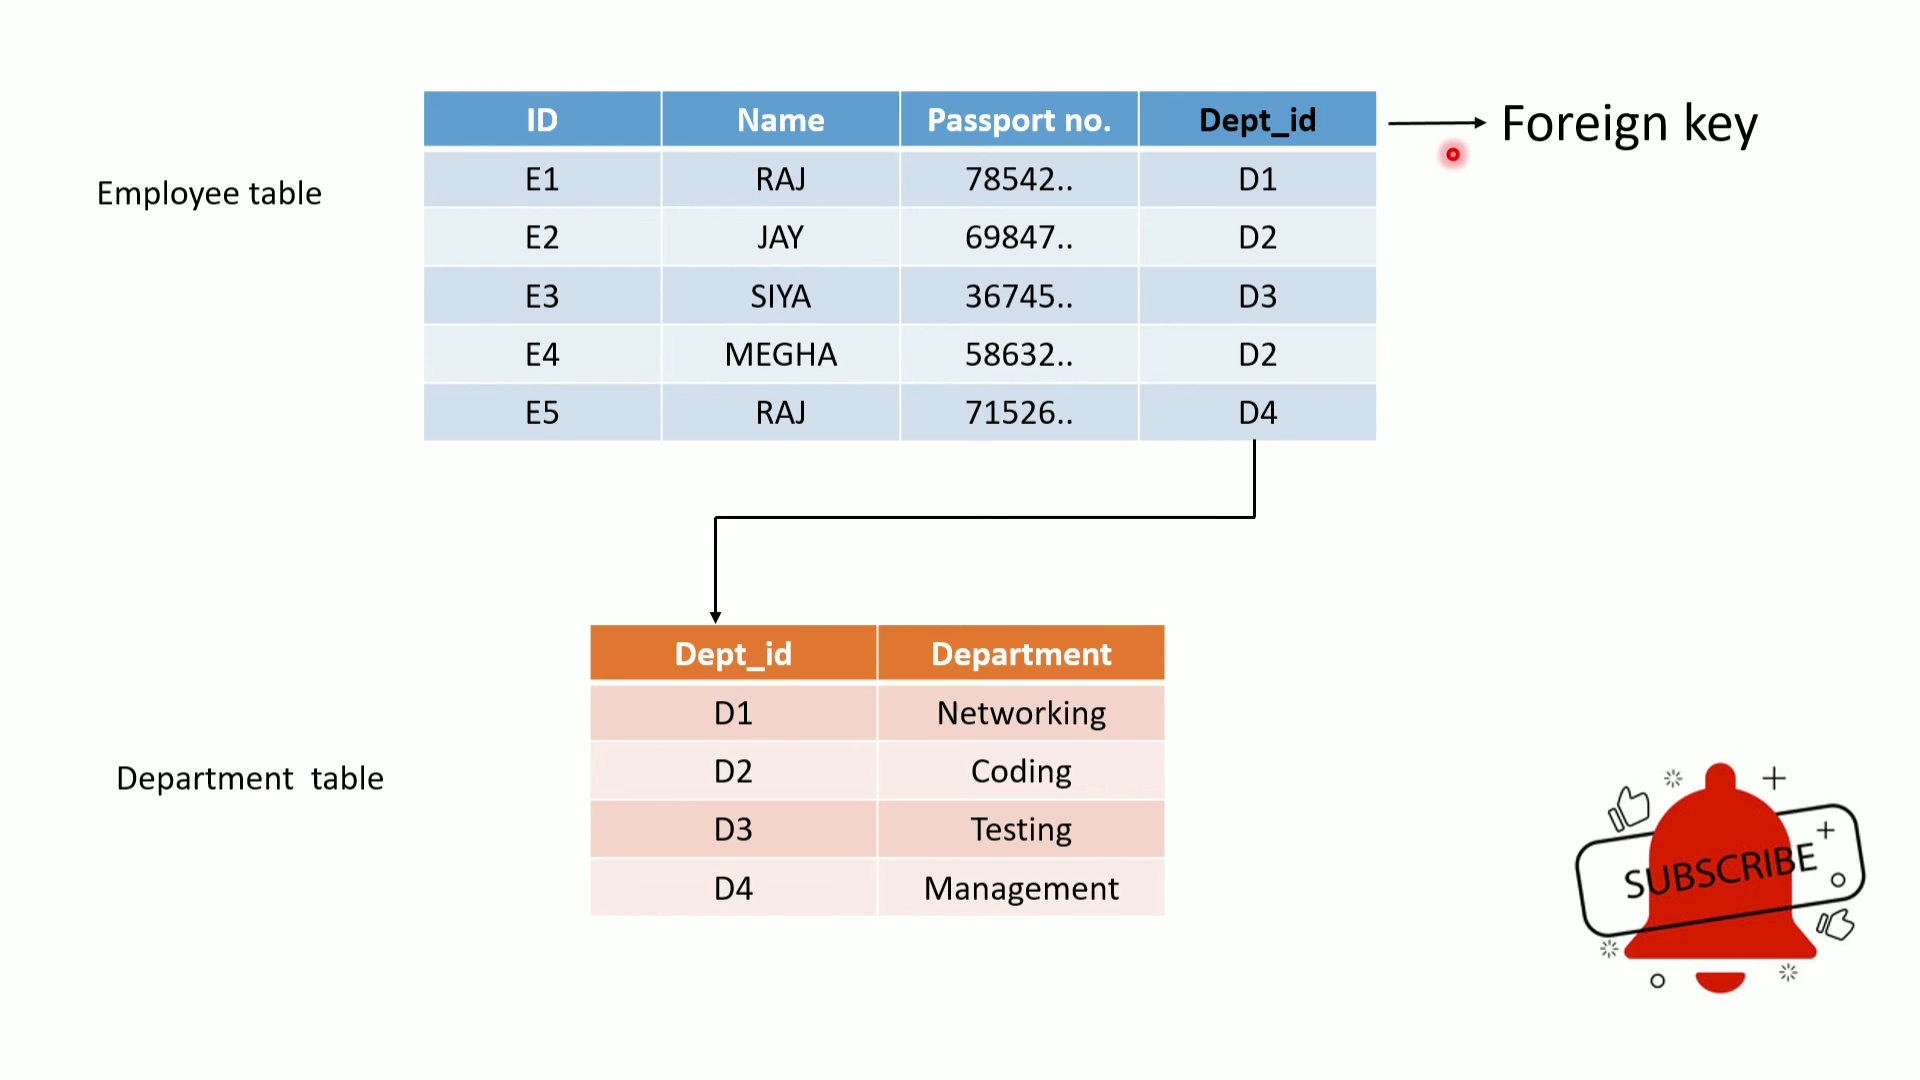 ID Name Passport no. Dept_id Foreign key
E1 RAJ 78542.. D1
Employee table
E2 JAY 69847.. D2
E3 SIYA 36745.. D3
E4 MEGHA 58632.. D2
E5 RAJ 71526.. D4
Dept_id Department
D1 Networking
D2 Coding
Department table
D3 Testing
D4 Management
SUBSCRIBE